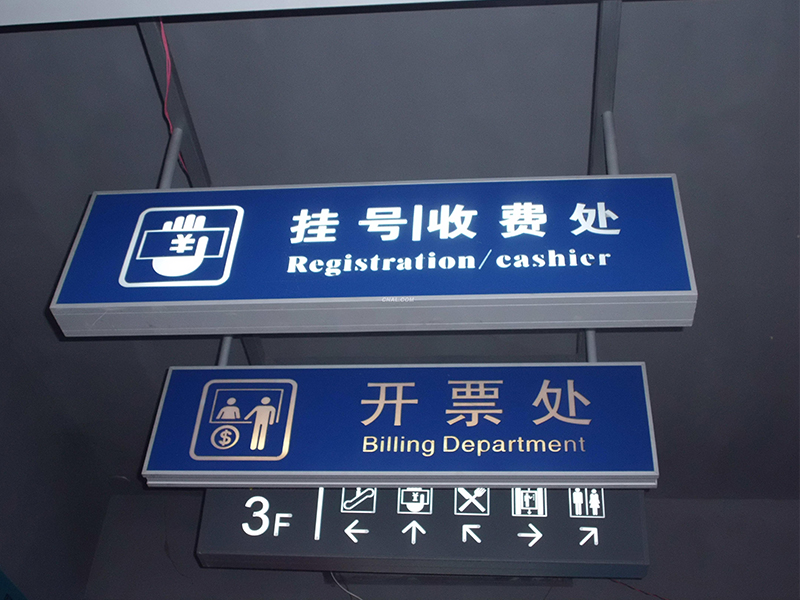 挂号|收费处
Registration/cashier
开票处
Billing Department
3F